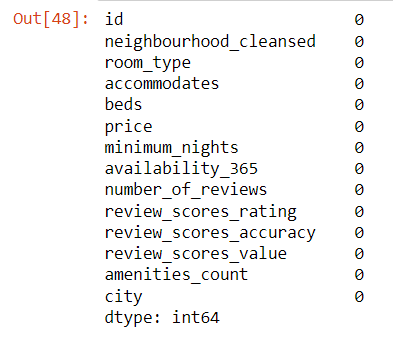 Out[48]: id 0
neighbourhood_cleansed 0
room_type 0
accommodates 0
beds 0
price 0
minimum_nights 0
availability_365 0
number_of_reviews 0
review_scores_rating 0
review_scores_accuracy 0
review_scores_value 0
amenities_count 0
city 0
dtype: int64